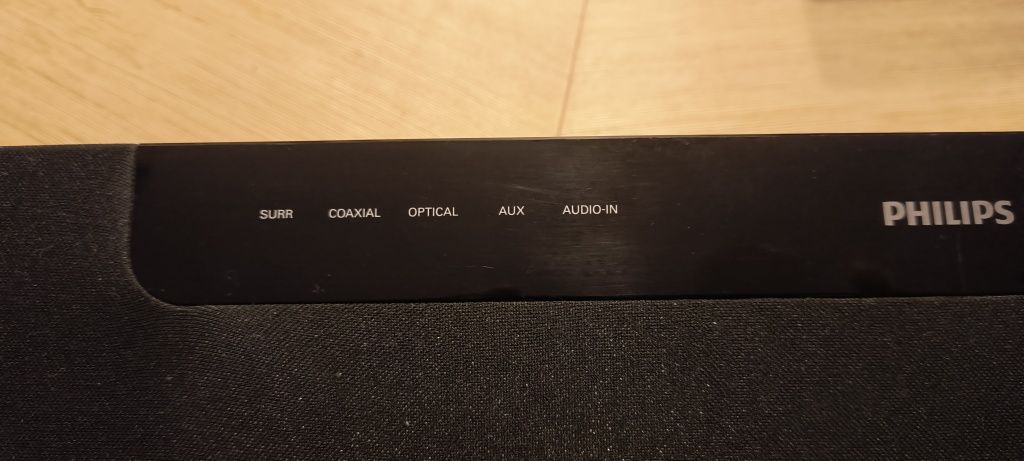 SURR COAXIAL OPTICAL AUX AUDIO-IN PHILIPS